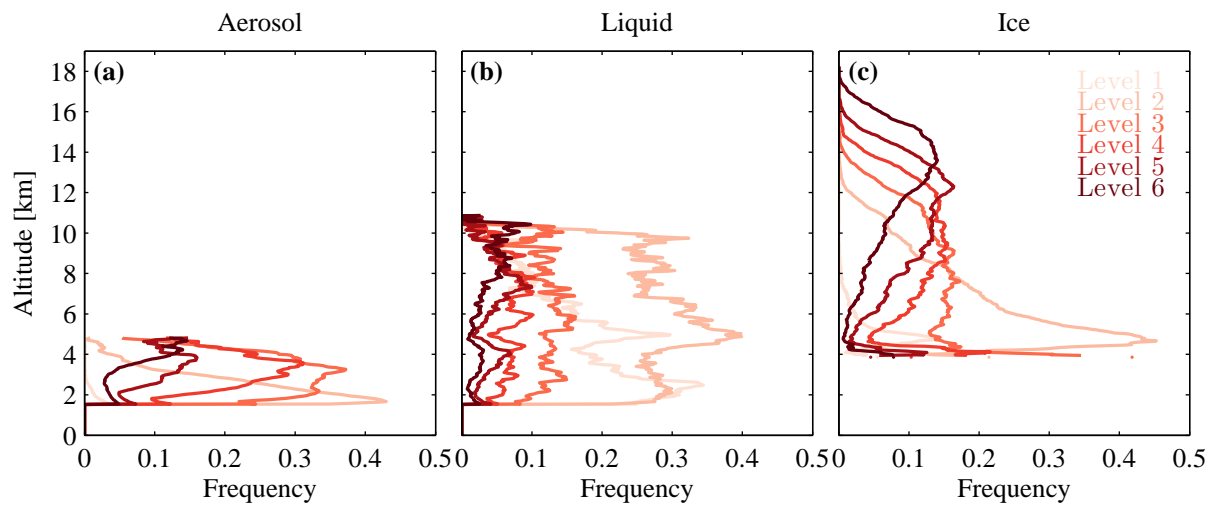 Aerosol
Liquid
Ice
(a)
(b)
(c)
Level 1
Level 2
Level 3
Level 4
Level 5
Level 6
Altitude [km]
18
16
14
12
10
8
6
4
2
0
0 0.1 0.2 0.3 0.4 0.5
0 0.1 0.2 0.3 0.4 0.5
0 0.1 0.2 0.3 0.4 0.5
Frequency
Frequency
Frequency